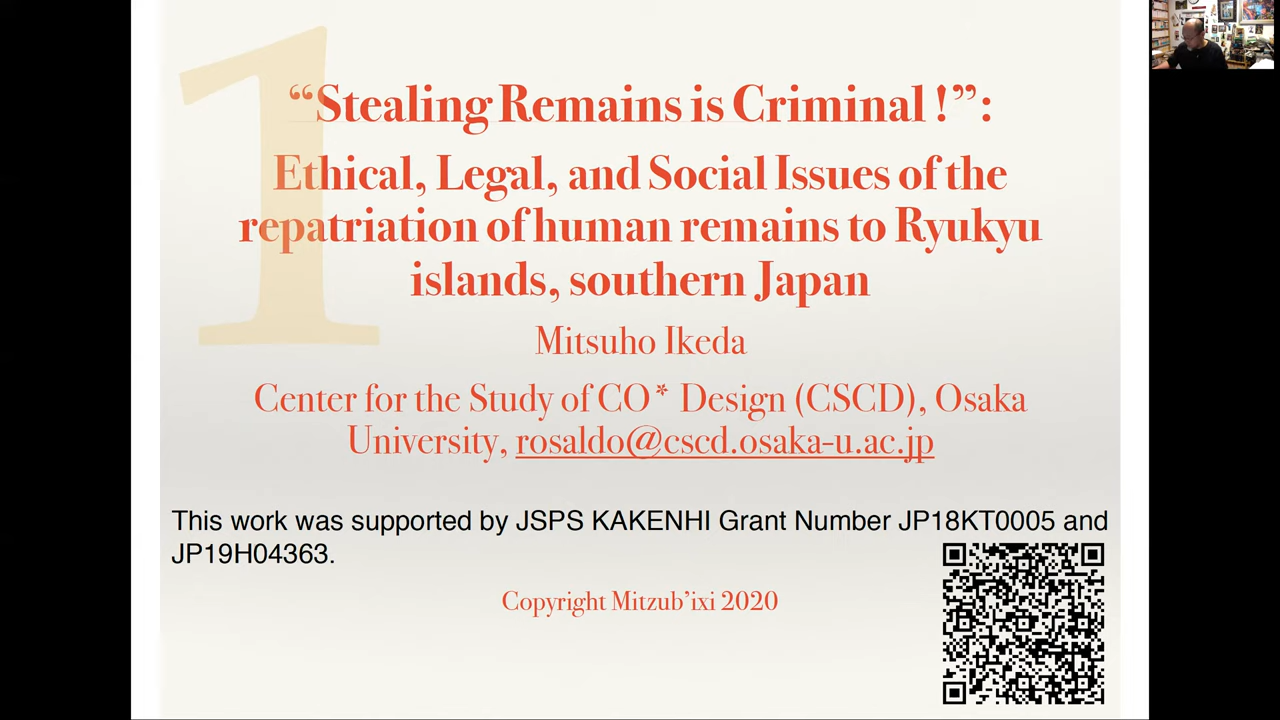 1
“Stealing Remains is Criminal !”:
Ethical, Legal, and Social Issues of the
repatriation of human remains to Ryukyu
islands, southern Japan
Mitsuho Ikeda
Center for the Study of CO* Design (CSCD), Osaka
University, rosaldo@cscd.osaka-u.ac.jp
This work was supported by JSPS KAKENHI Grant Number JP18KT0005 and
JP19H04363.
Copyright Mitzub’ixi 2020